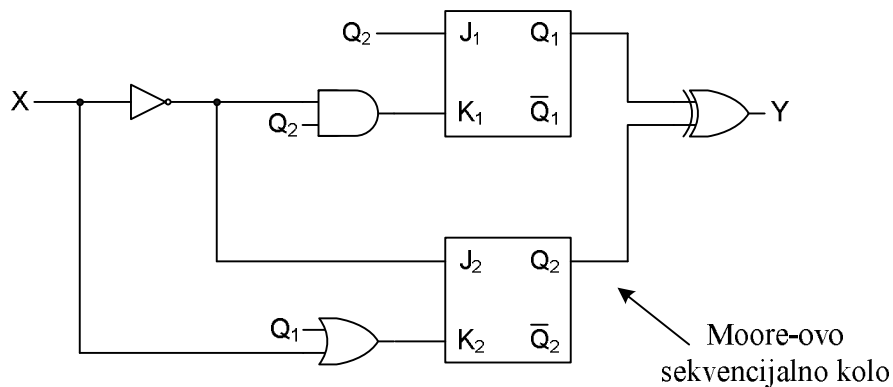 Q₂ J₁ Q₁
X
Q₂ K₁ Q̅₁ Y
J₂ Q₂
Q₁ K₂ Q̅₂
Moore-ovo
sekvencijalno kolo